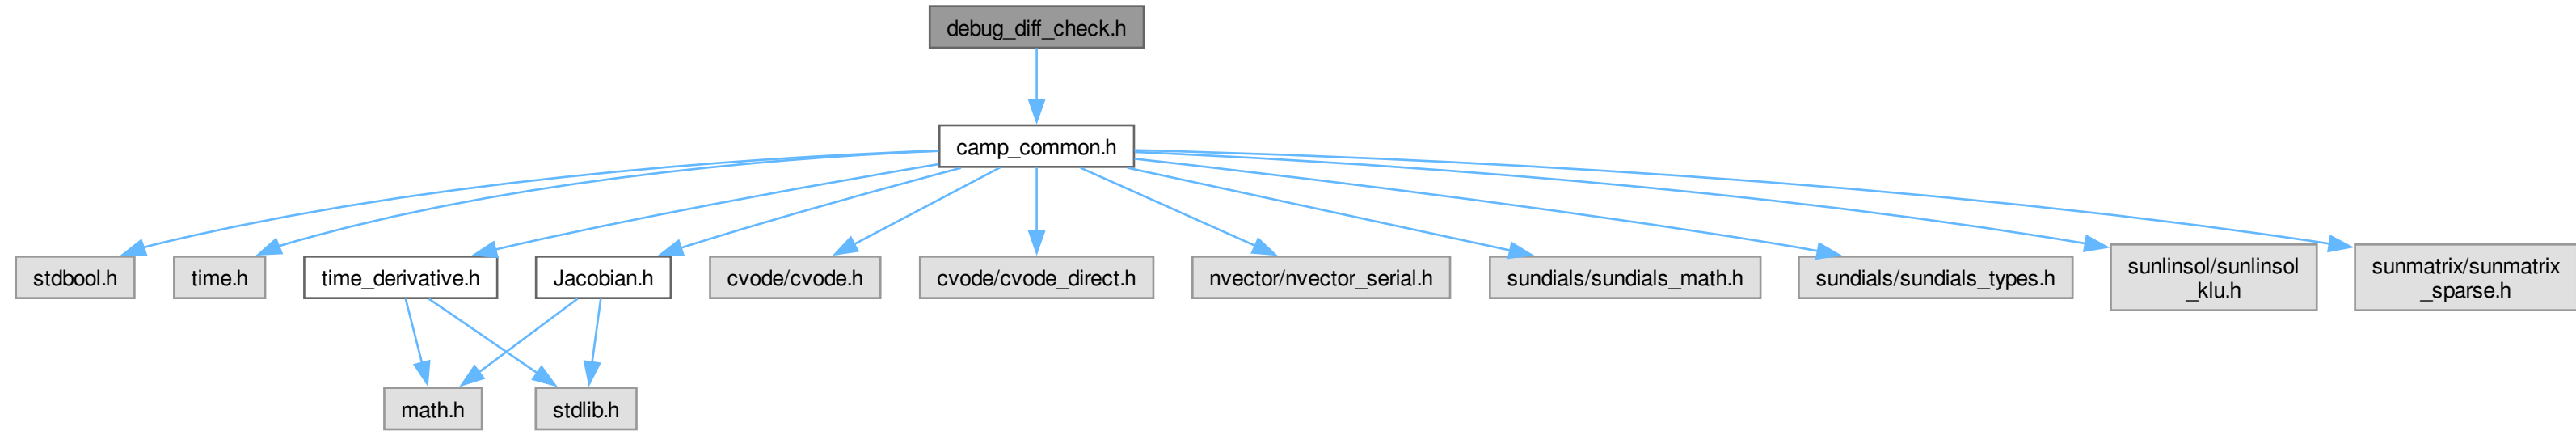 debug_diff_check.h
camp_common.h
stdbool.h
time.h
time_derivative.h
Jacobian.h
cvode/cvode.h
cvode/cvode_direct.h
nvector/nvector_serial.h
sundials/sundials_math.h
sundials/sundials_types.h
sunlinsol/sunlinsol
_klu.h
sunmatrix/sunmatrix
_sparse.h
math.h
stdlib.h